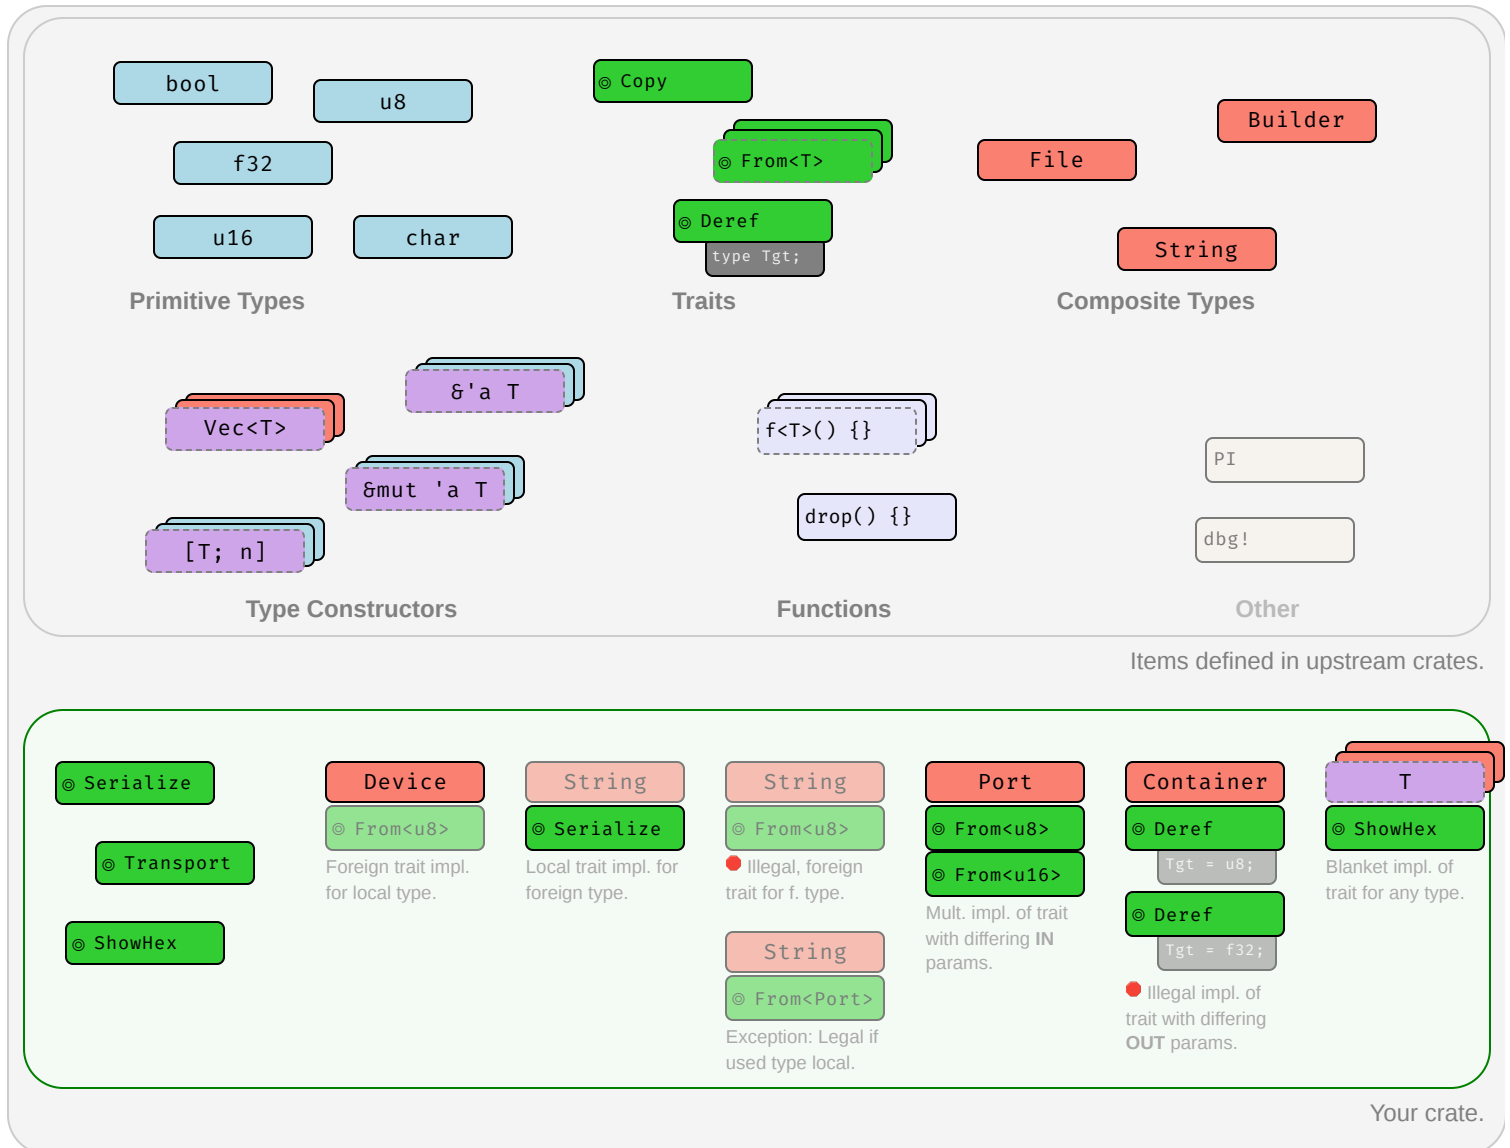 bool
u8
f32
u16
char
Primitive Types
Copy
From<T>
Deref
type Tgt;
Traits
Builder
File
String
Composite Types
&'a T
Vec<T>
&mut 'a T
[T; n]
Type Constructors
f<T>() {}
drop() {}
Functions
PI
dbg!
Other
Items defined in upstream crates.
Serialize
Transport
ShowHex
Device
From<u8>
Foreign trait impl.
for local type.
String
Serialize
Local trait impl. for
foreign type.
String
From<u8>
Illegal, foreign
trait for f. type.
String
From<Port>
Exception: Legal if
used type local.
Port
From<u8>
From<u16>
Mult. impl. of trait
with differing IN
params.
Container
Deref
Tgt = u8;
Deref
Tgt = f32;
Illegal impl. of
trait with differing
OUT params.
T
ShowHex
Blanket impl. of
trait for any type.
Your crate.